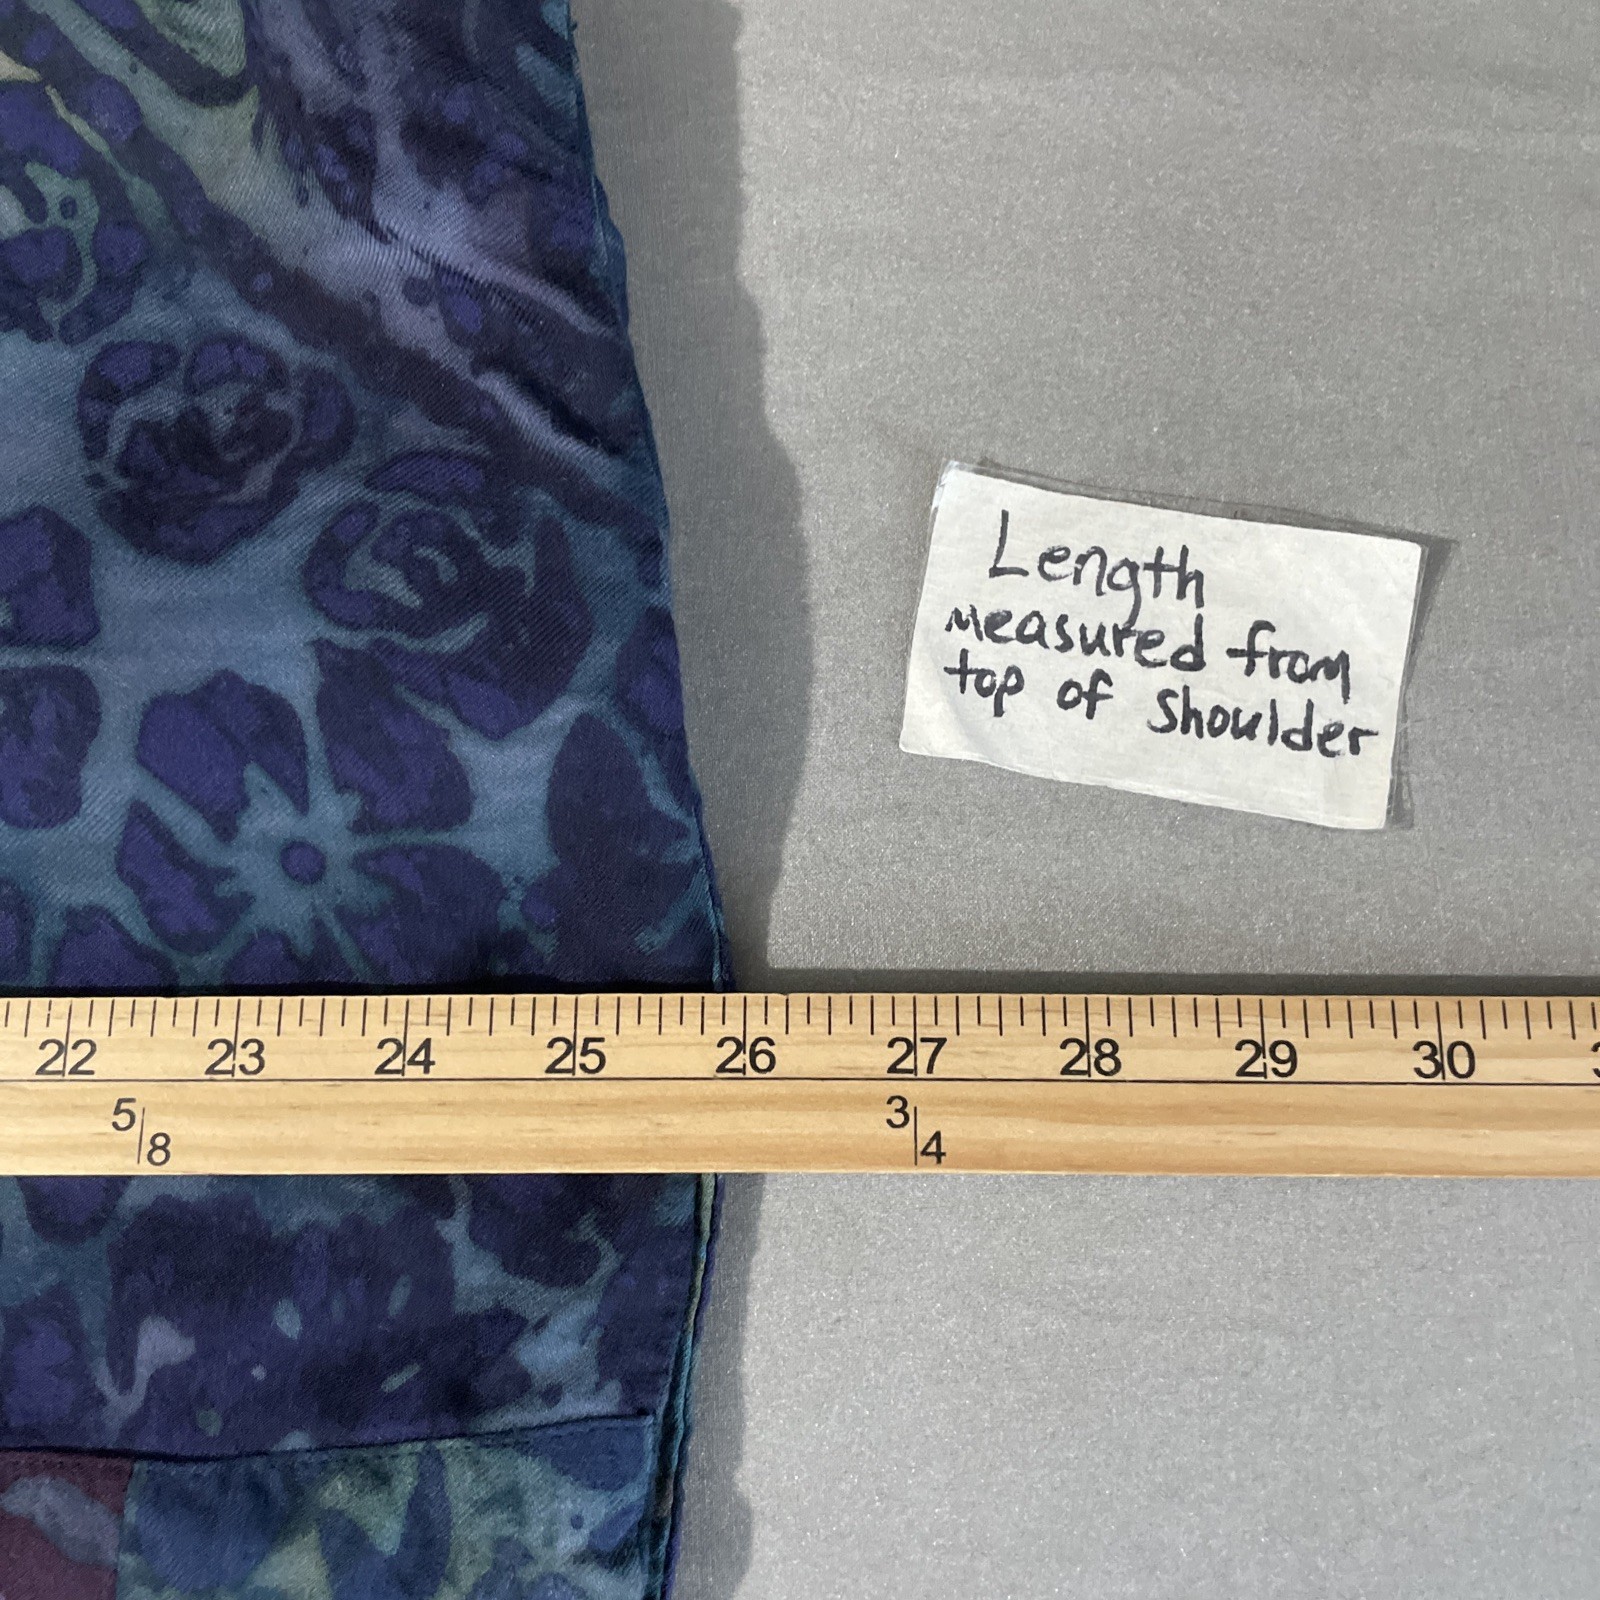 Length
measured from
top of shoulder
22 23 24 25 26 27 28 29 30
5/8 3/4